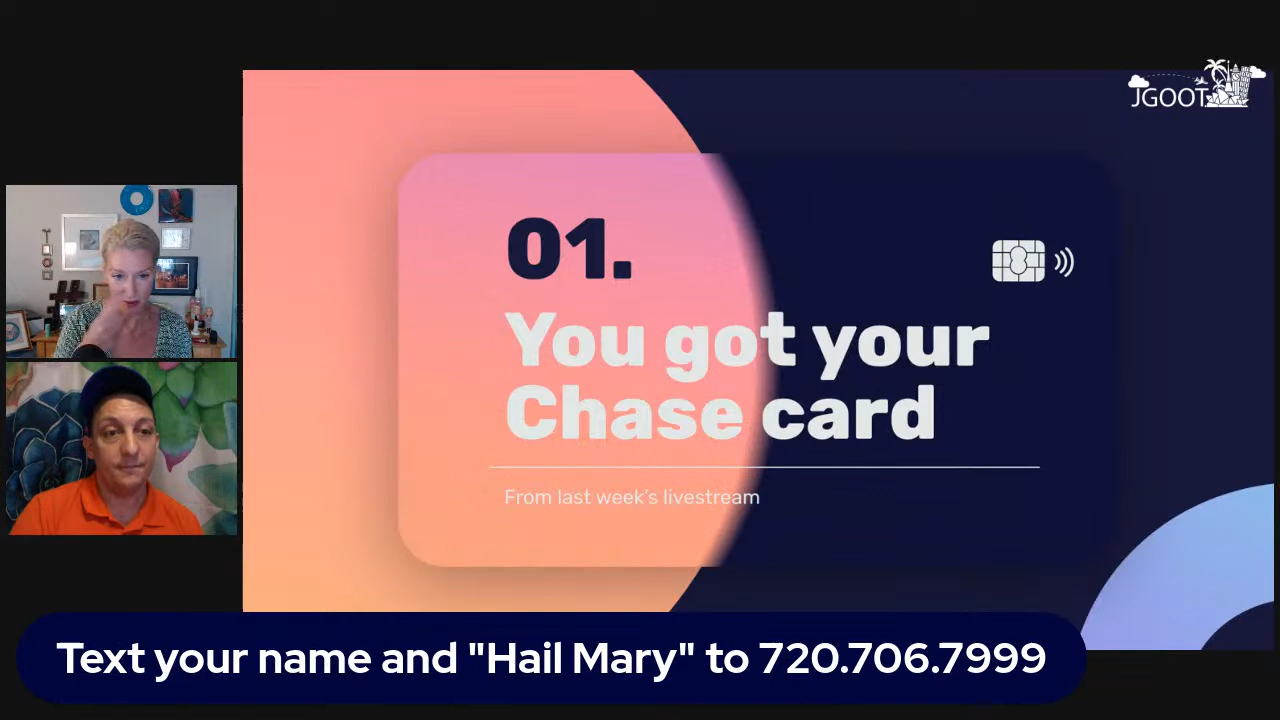 JGOOT
01.
You got your
Chase card
From last week's livestream
Text your name and "Hail Mary" to 720.706.7999